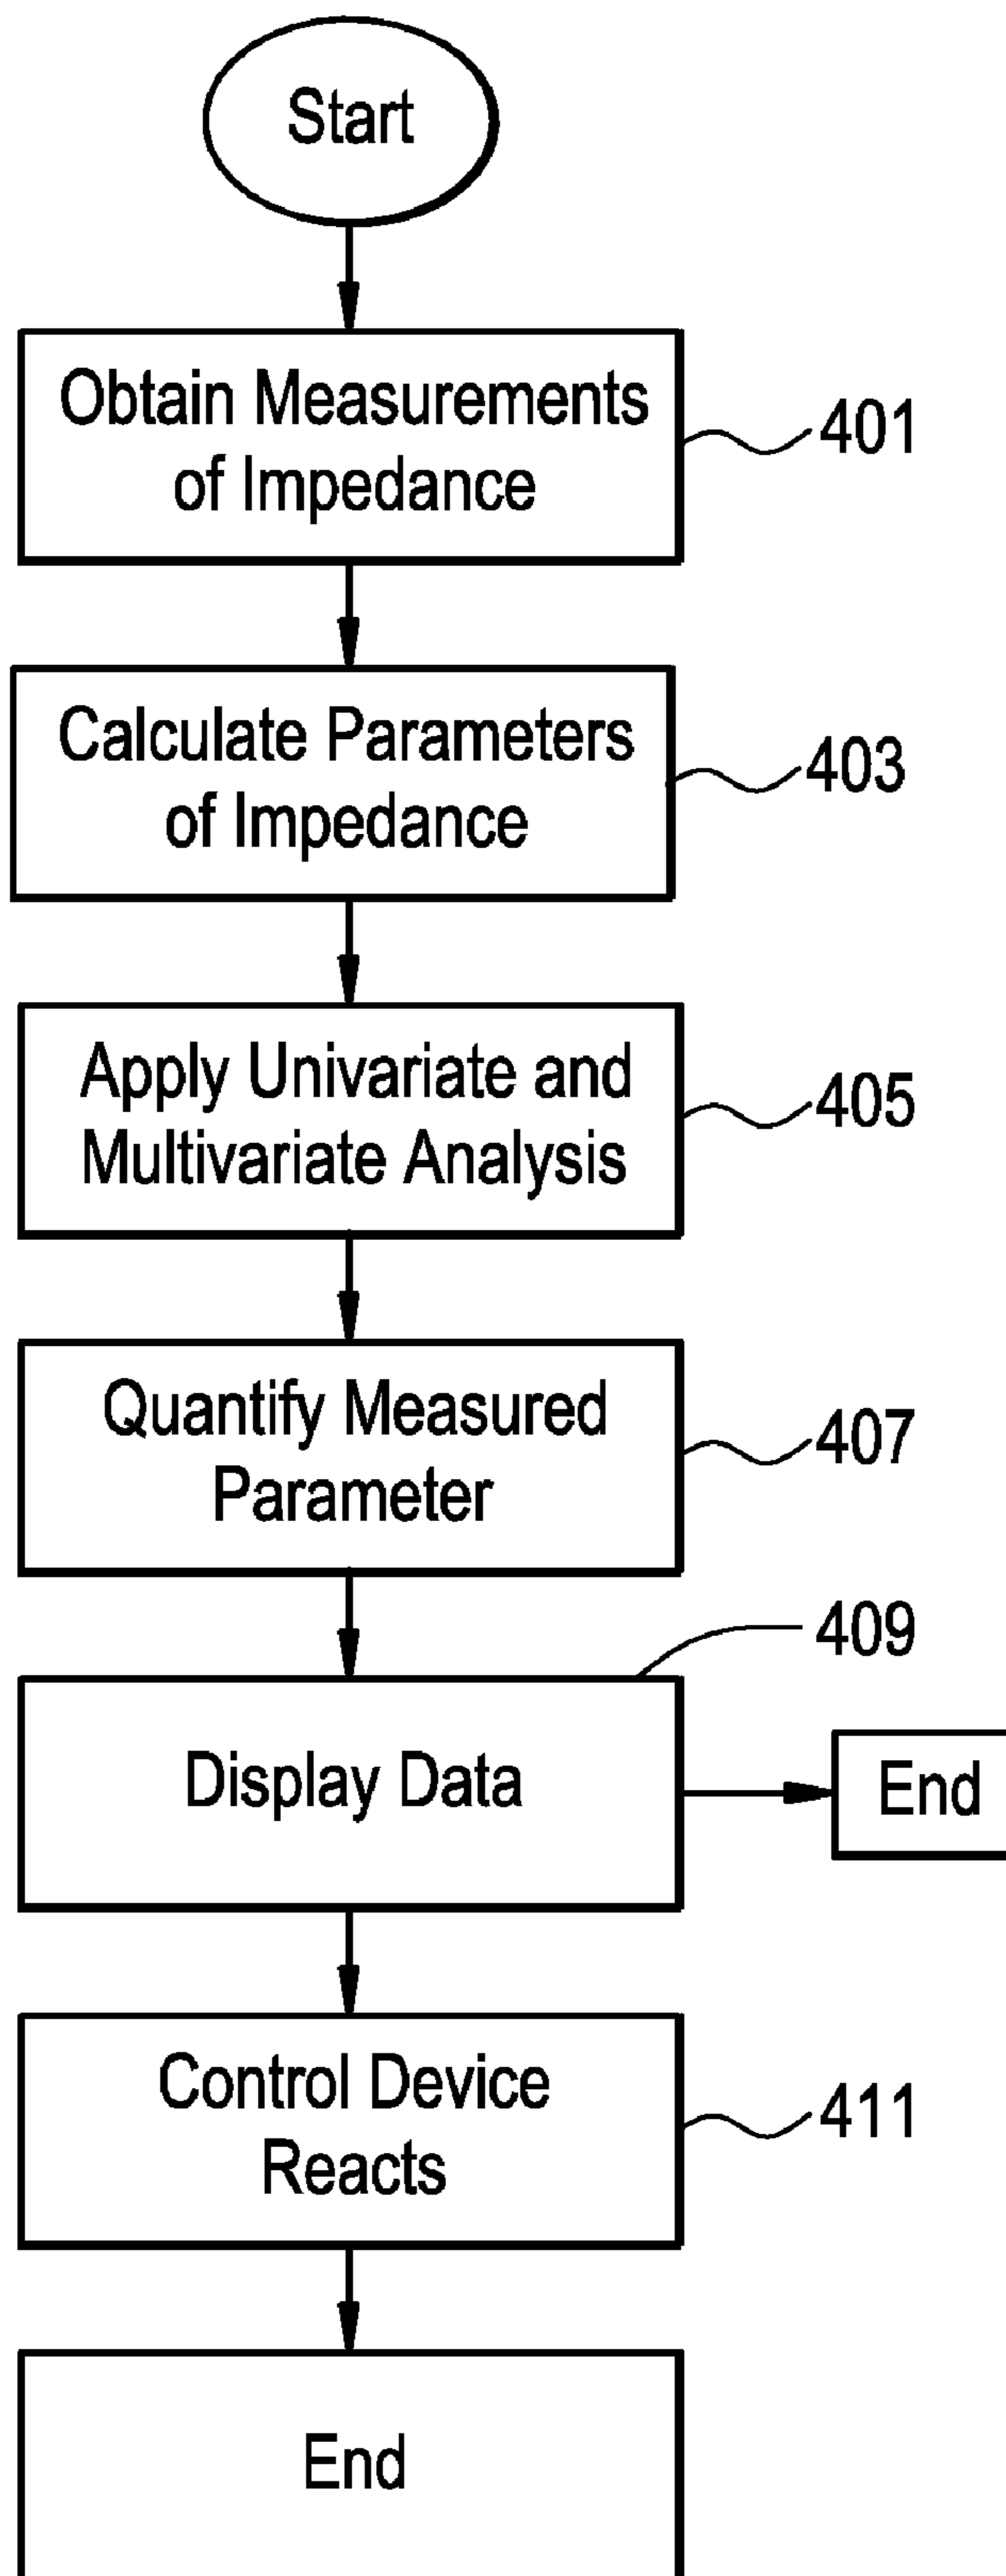 Start
Obtain Measurements
of Impedance
401
Calculate Parameters
of Impedance
403
Apply Univariate and
Multivariate Analysis
405
Quantify Measured
Parameter
407
409
Display Data
End
Control Device
Reacts
411
End